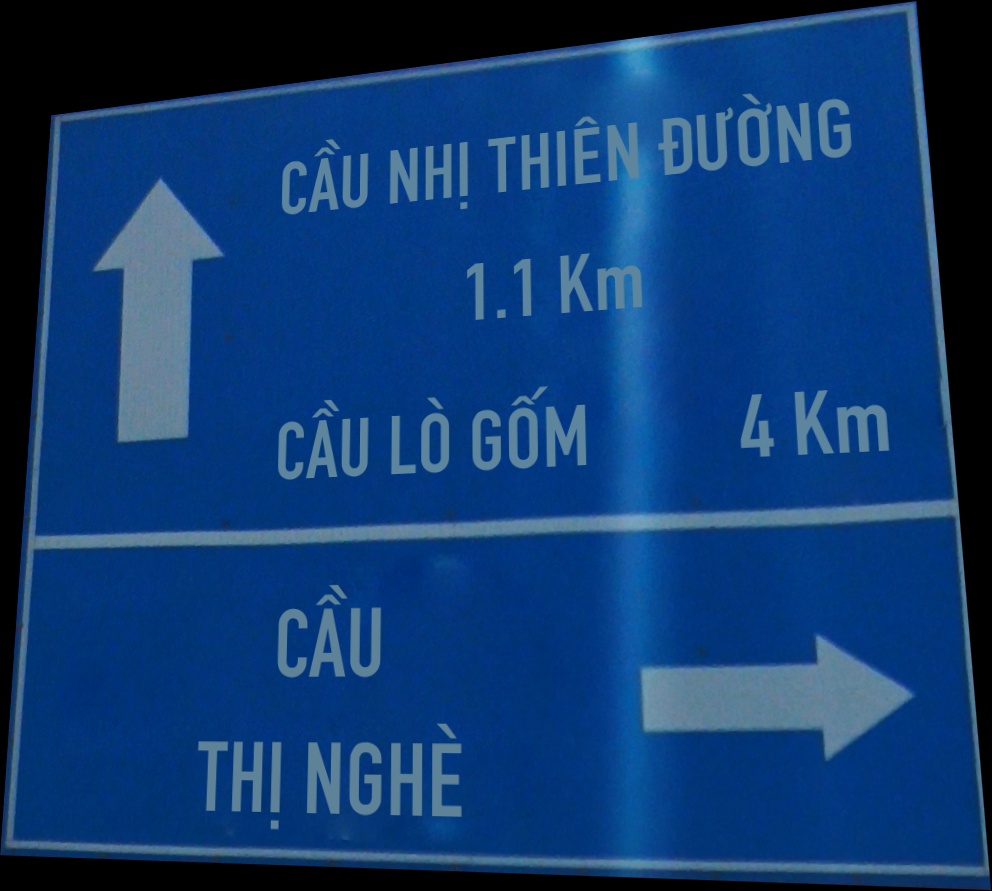 CẦU NHỊ THIÊN ĐƯỜNG
1.1 Km
CẦU LÒ GỐM 4 Km
CẦU
THỊ NGHÈ